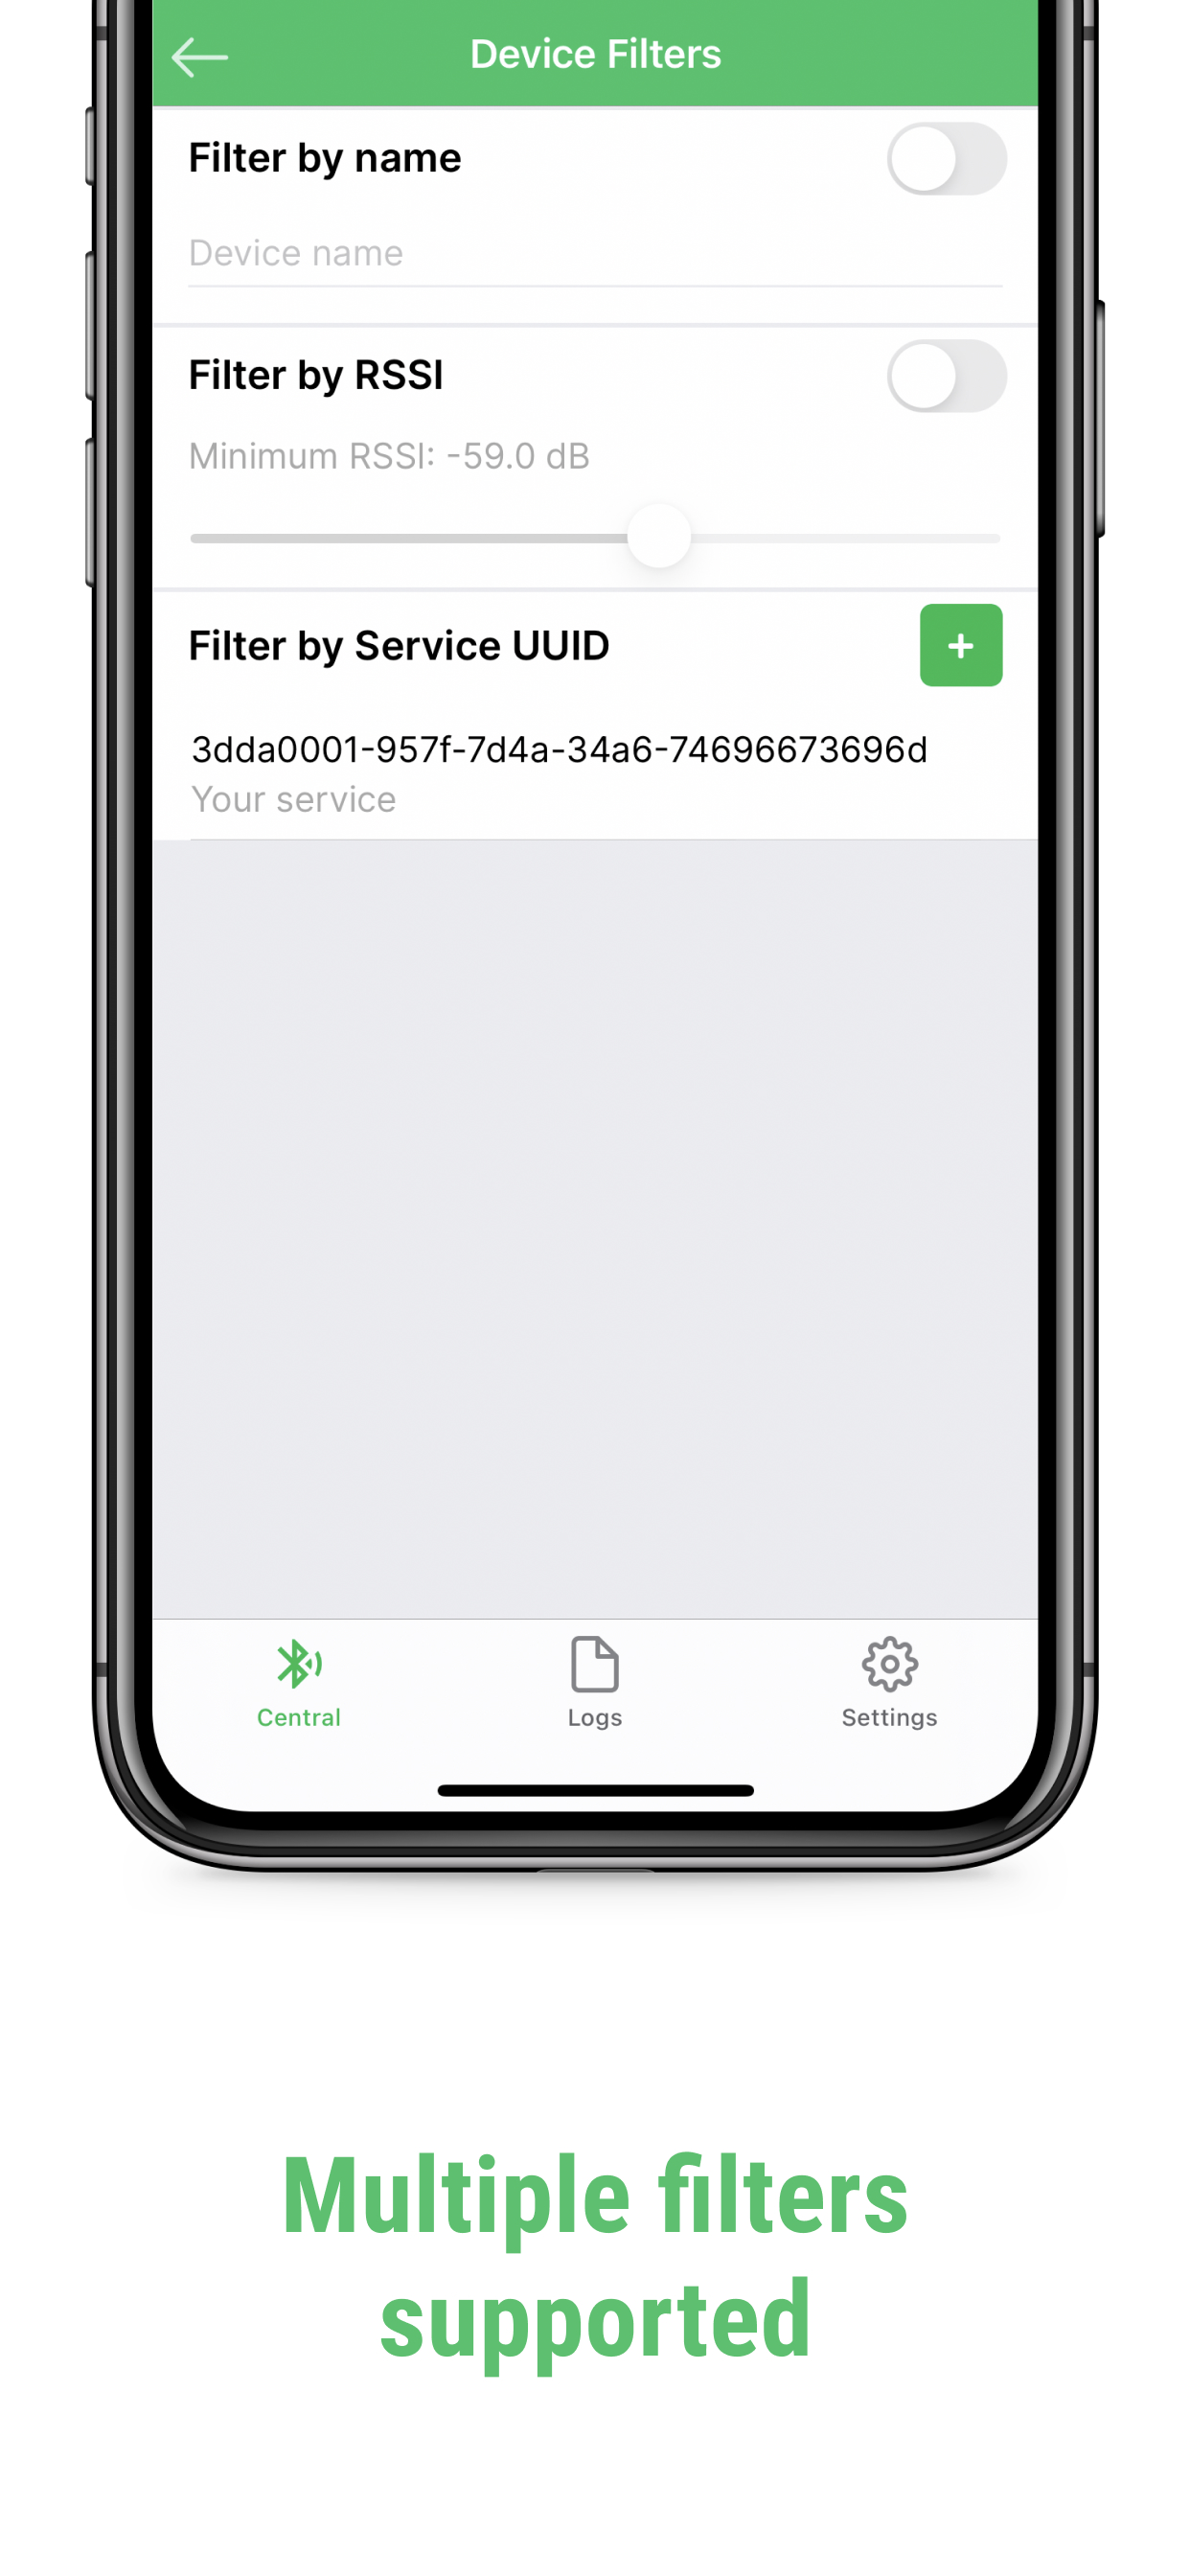 Device Filters
Filter by name
Device name
Filter by RSSI
Minimum RSSI: -59.0 dB
Filter by Service UUID
+
3dda0001-957f-7d4a-34a6-74696673696d
Your service
Central
Logs
Settings
Multiple filters
supported